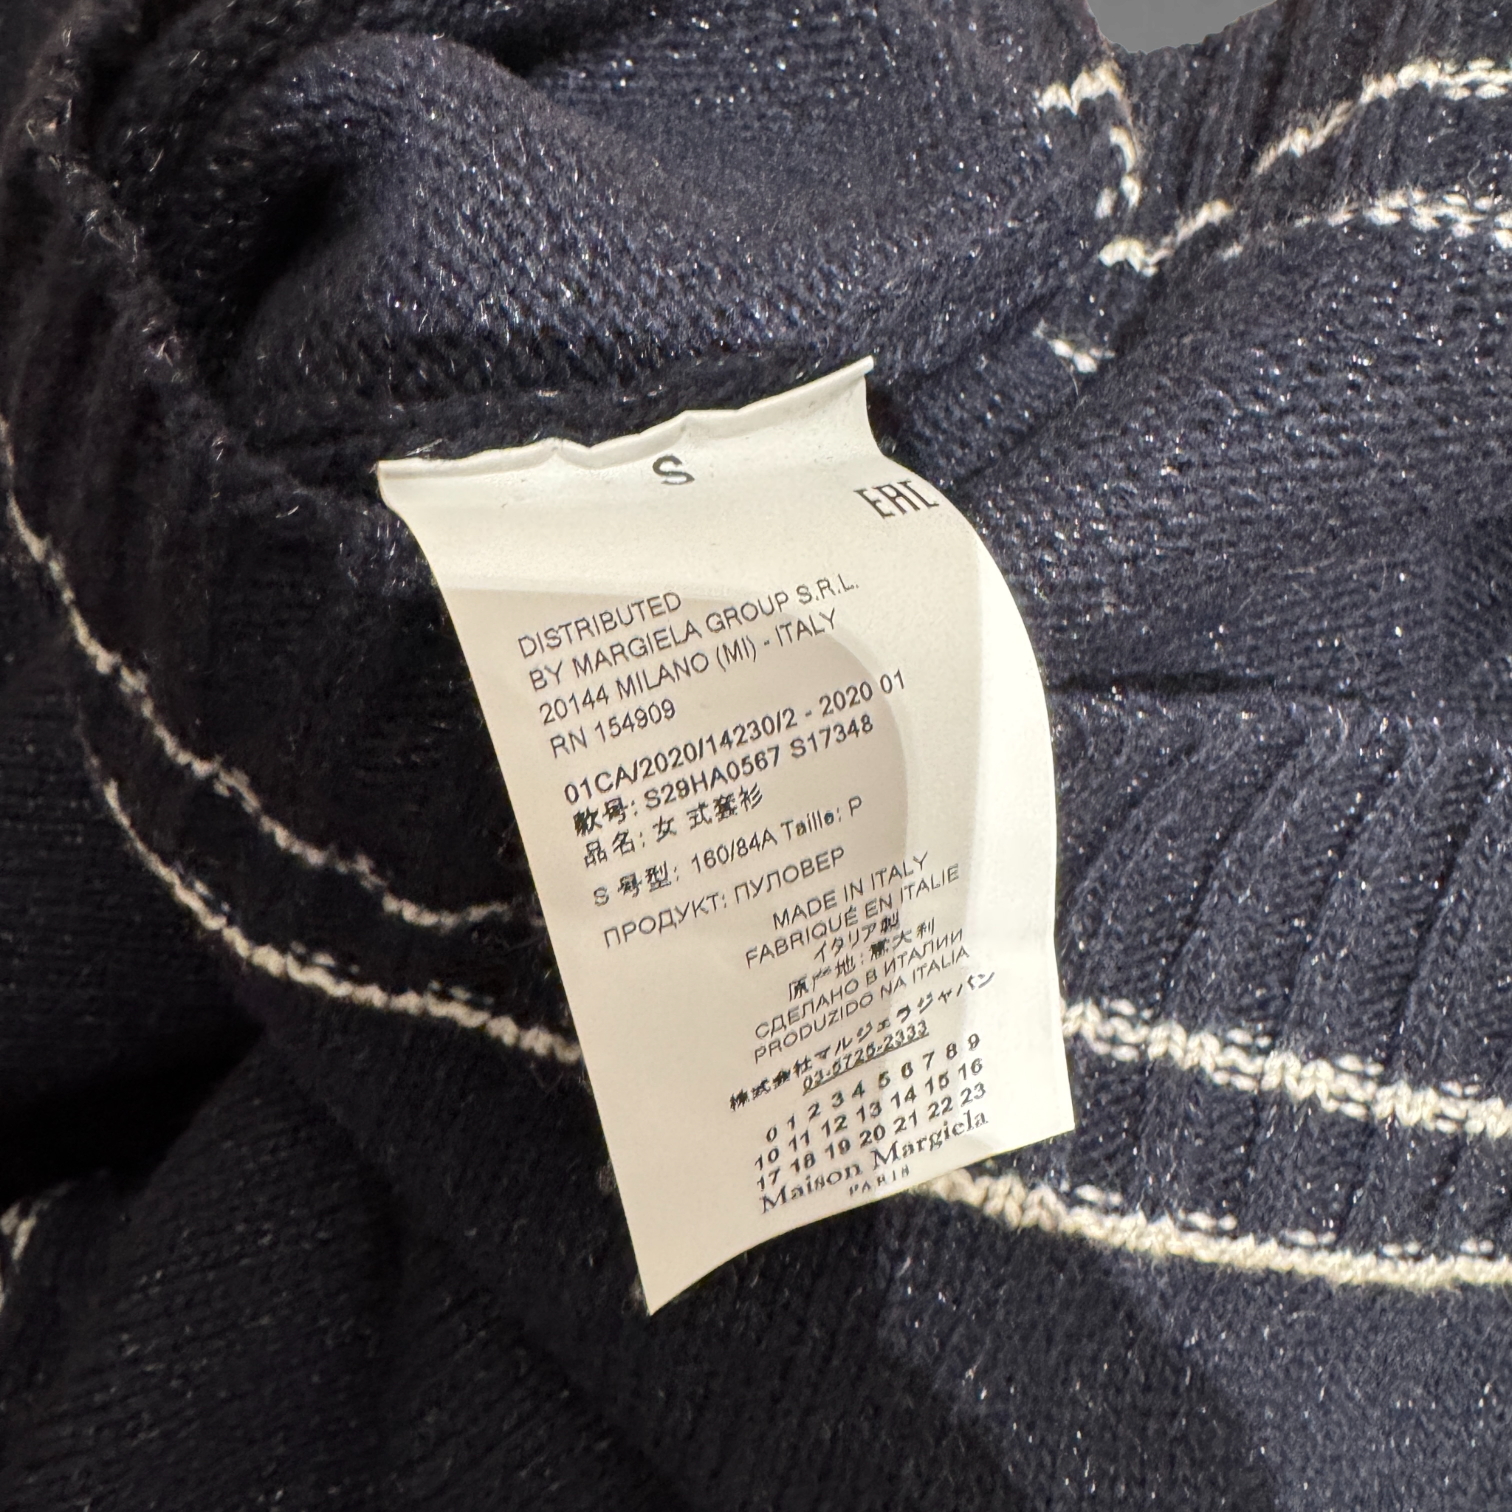 S
EAC
DISTRIBUTED
BY MARGIELA GROUP S.R.L.
20144 MILANO (MI) - ITALY
RN 154909
01CA/2020/14230/2 - 2020 01
款号: S29HA0567 S17348
品名: 女式套衫
S 号型: 160/84A Taille: P
ПРОДУКТ: ПУЛОВЕР
MADE IN ITALY
FABRIQUÉ EN ITALIE
イタリア製
原产地: 意大利
СДЕЛАНО В ИТАЛИИ
PRODUZIDO NA ITALIA
株式会社マルジェラジャパン
03-5725-2333
0 1 2 3 4 5 6 7 8 9
10 11 12 13 14 15 16
17 18 19 20 21 22 23
Maison Margiela
PARIS